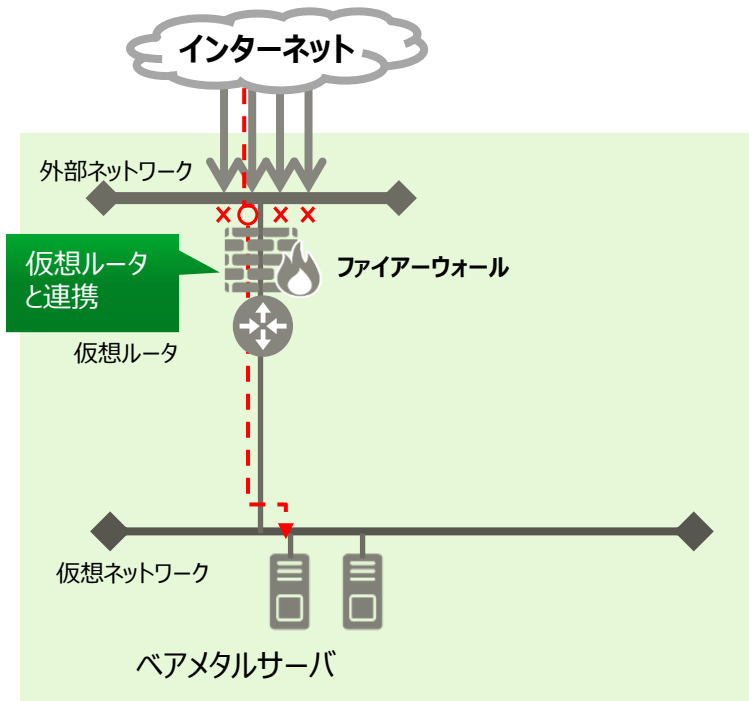 インターネット
外部ネットワーク
仮想ルータ
と連携
ファイアーウォール
仮想ルータ
仮想ネットワーク
ベアメタルサーバ